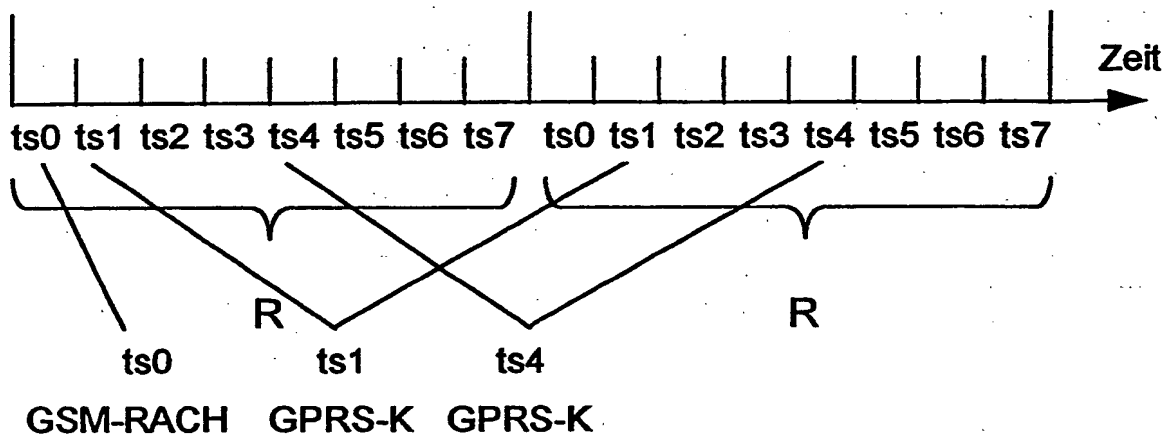 Zeit
ts0 ts1 ts2 ts3 ts4 ts5 ts6 ts7 ts0 ts1 ts2 ts3 ts4 ts5 ts6 ts7
R R
ts0 ts1 ts4
GSM-RACH GPRS-K GPRS-K